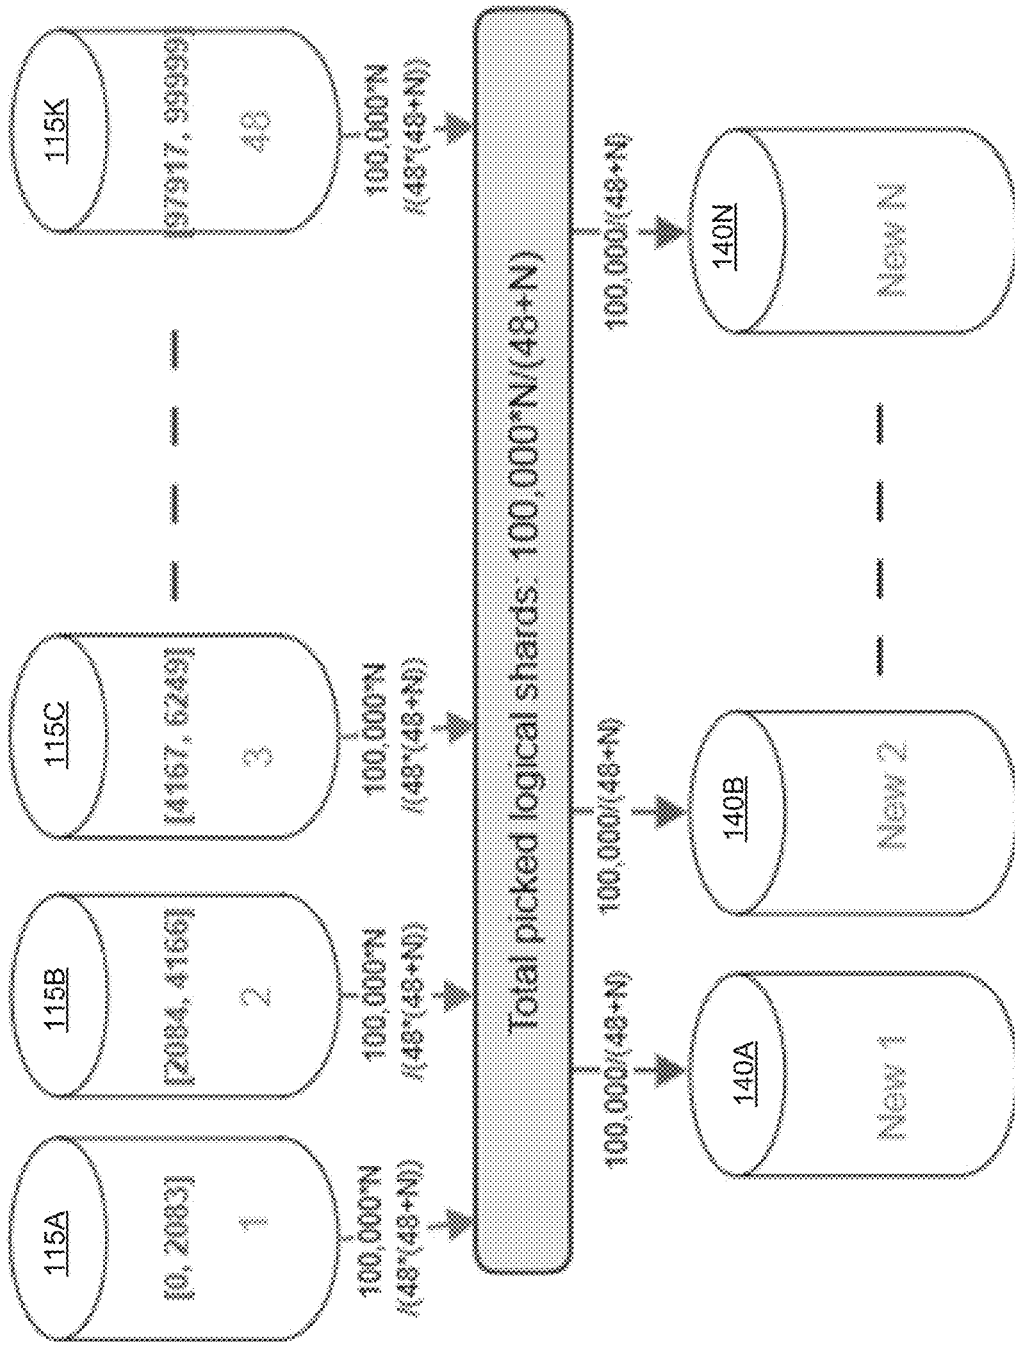 115A
[0, 2083]
1
115B
[2084, 4166]
2
115C
[4167, 6249]
3
115K
[97917, 99999]
48
100,000*N
/(48*(48+N))
100,000*N
/(48*(48+N))
100,000*N
/(48*(48+N))
100,000*N
/(48*(48+N))
Total picked logical shards: 100,000*N/(48+N)
100,000/(48+N)
100,000/(48+N)
100,000/(48+N)
140A
New 1
140B
New 2
140N
New N